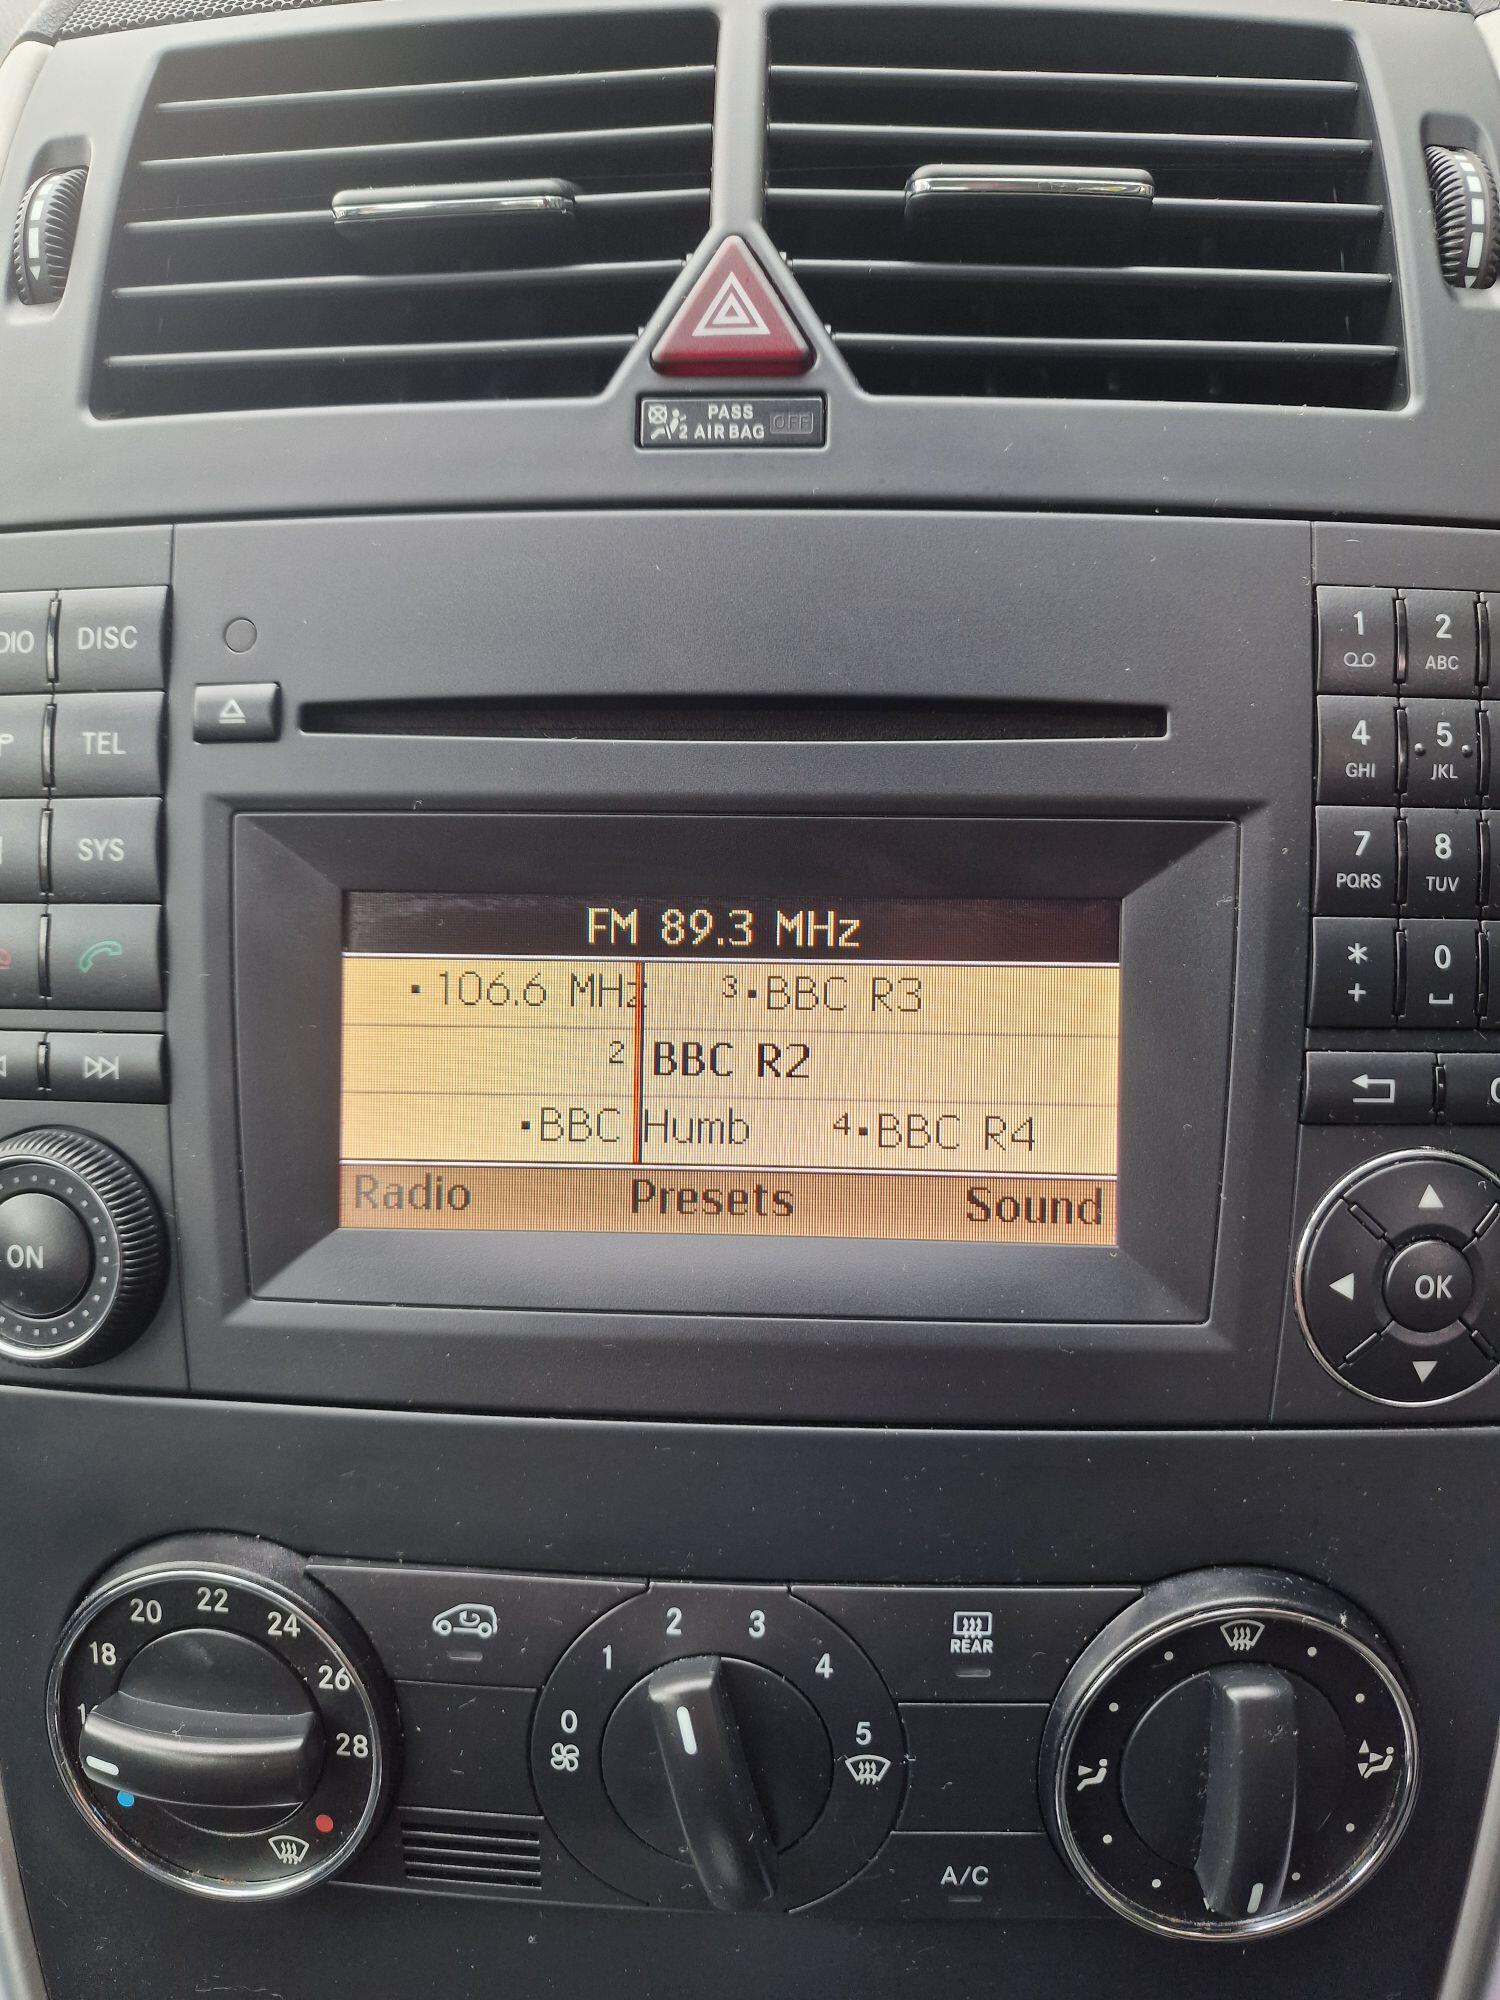 PASS
2 AIRBAG OFF
DISC
TEL
SYS
ON
1
2
ABC
4
GHI
5
JKL
7
PQRS
8
TUV
*
+
0
OK
FM 89.3 MHz
106.6 MHz 3 BBC R3
2 BBC R2
BBC Humb 4 BBC R4
Radio Presets Sound
18
20
22
24
26
28
0
1
2
3
4
5
REAR
A/C